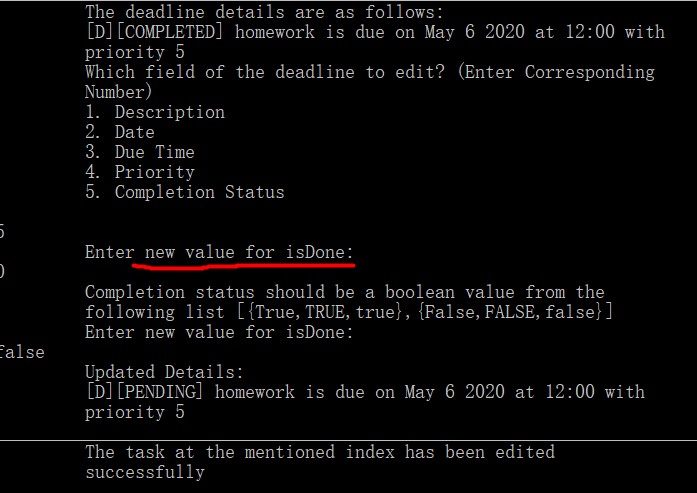 The deadline details are as follows:
[D][COMPLETED] homework is due on May 6 2020 at 12:00 with
priority 5
Which field of the deadline to edit? (Enter Corresponding
Number)
1. Description
2. Date
3. Due Time
4. Priority
5. Completion Status
5
Enter new value for isDone:
0
Completion status should be a boolean value from the
following list [{True,TRUE,true},{False,FALSE,false}]
Enter new value for isDone:
false
Updated Details:
[D][PENDING] homework is due on May 6 2020 at 12:00 with
priority 5
The task at the mentioned index has been edited
successfully